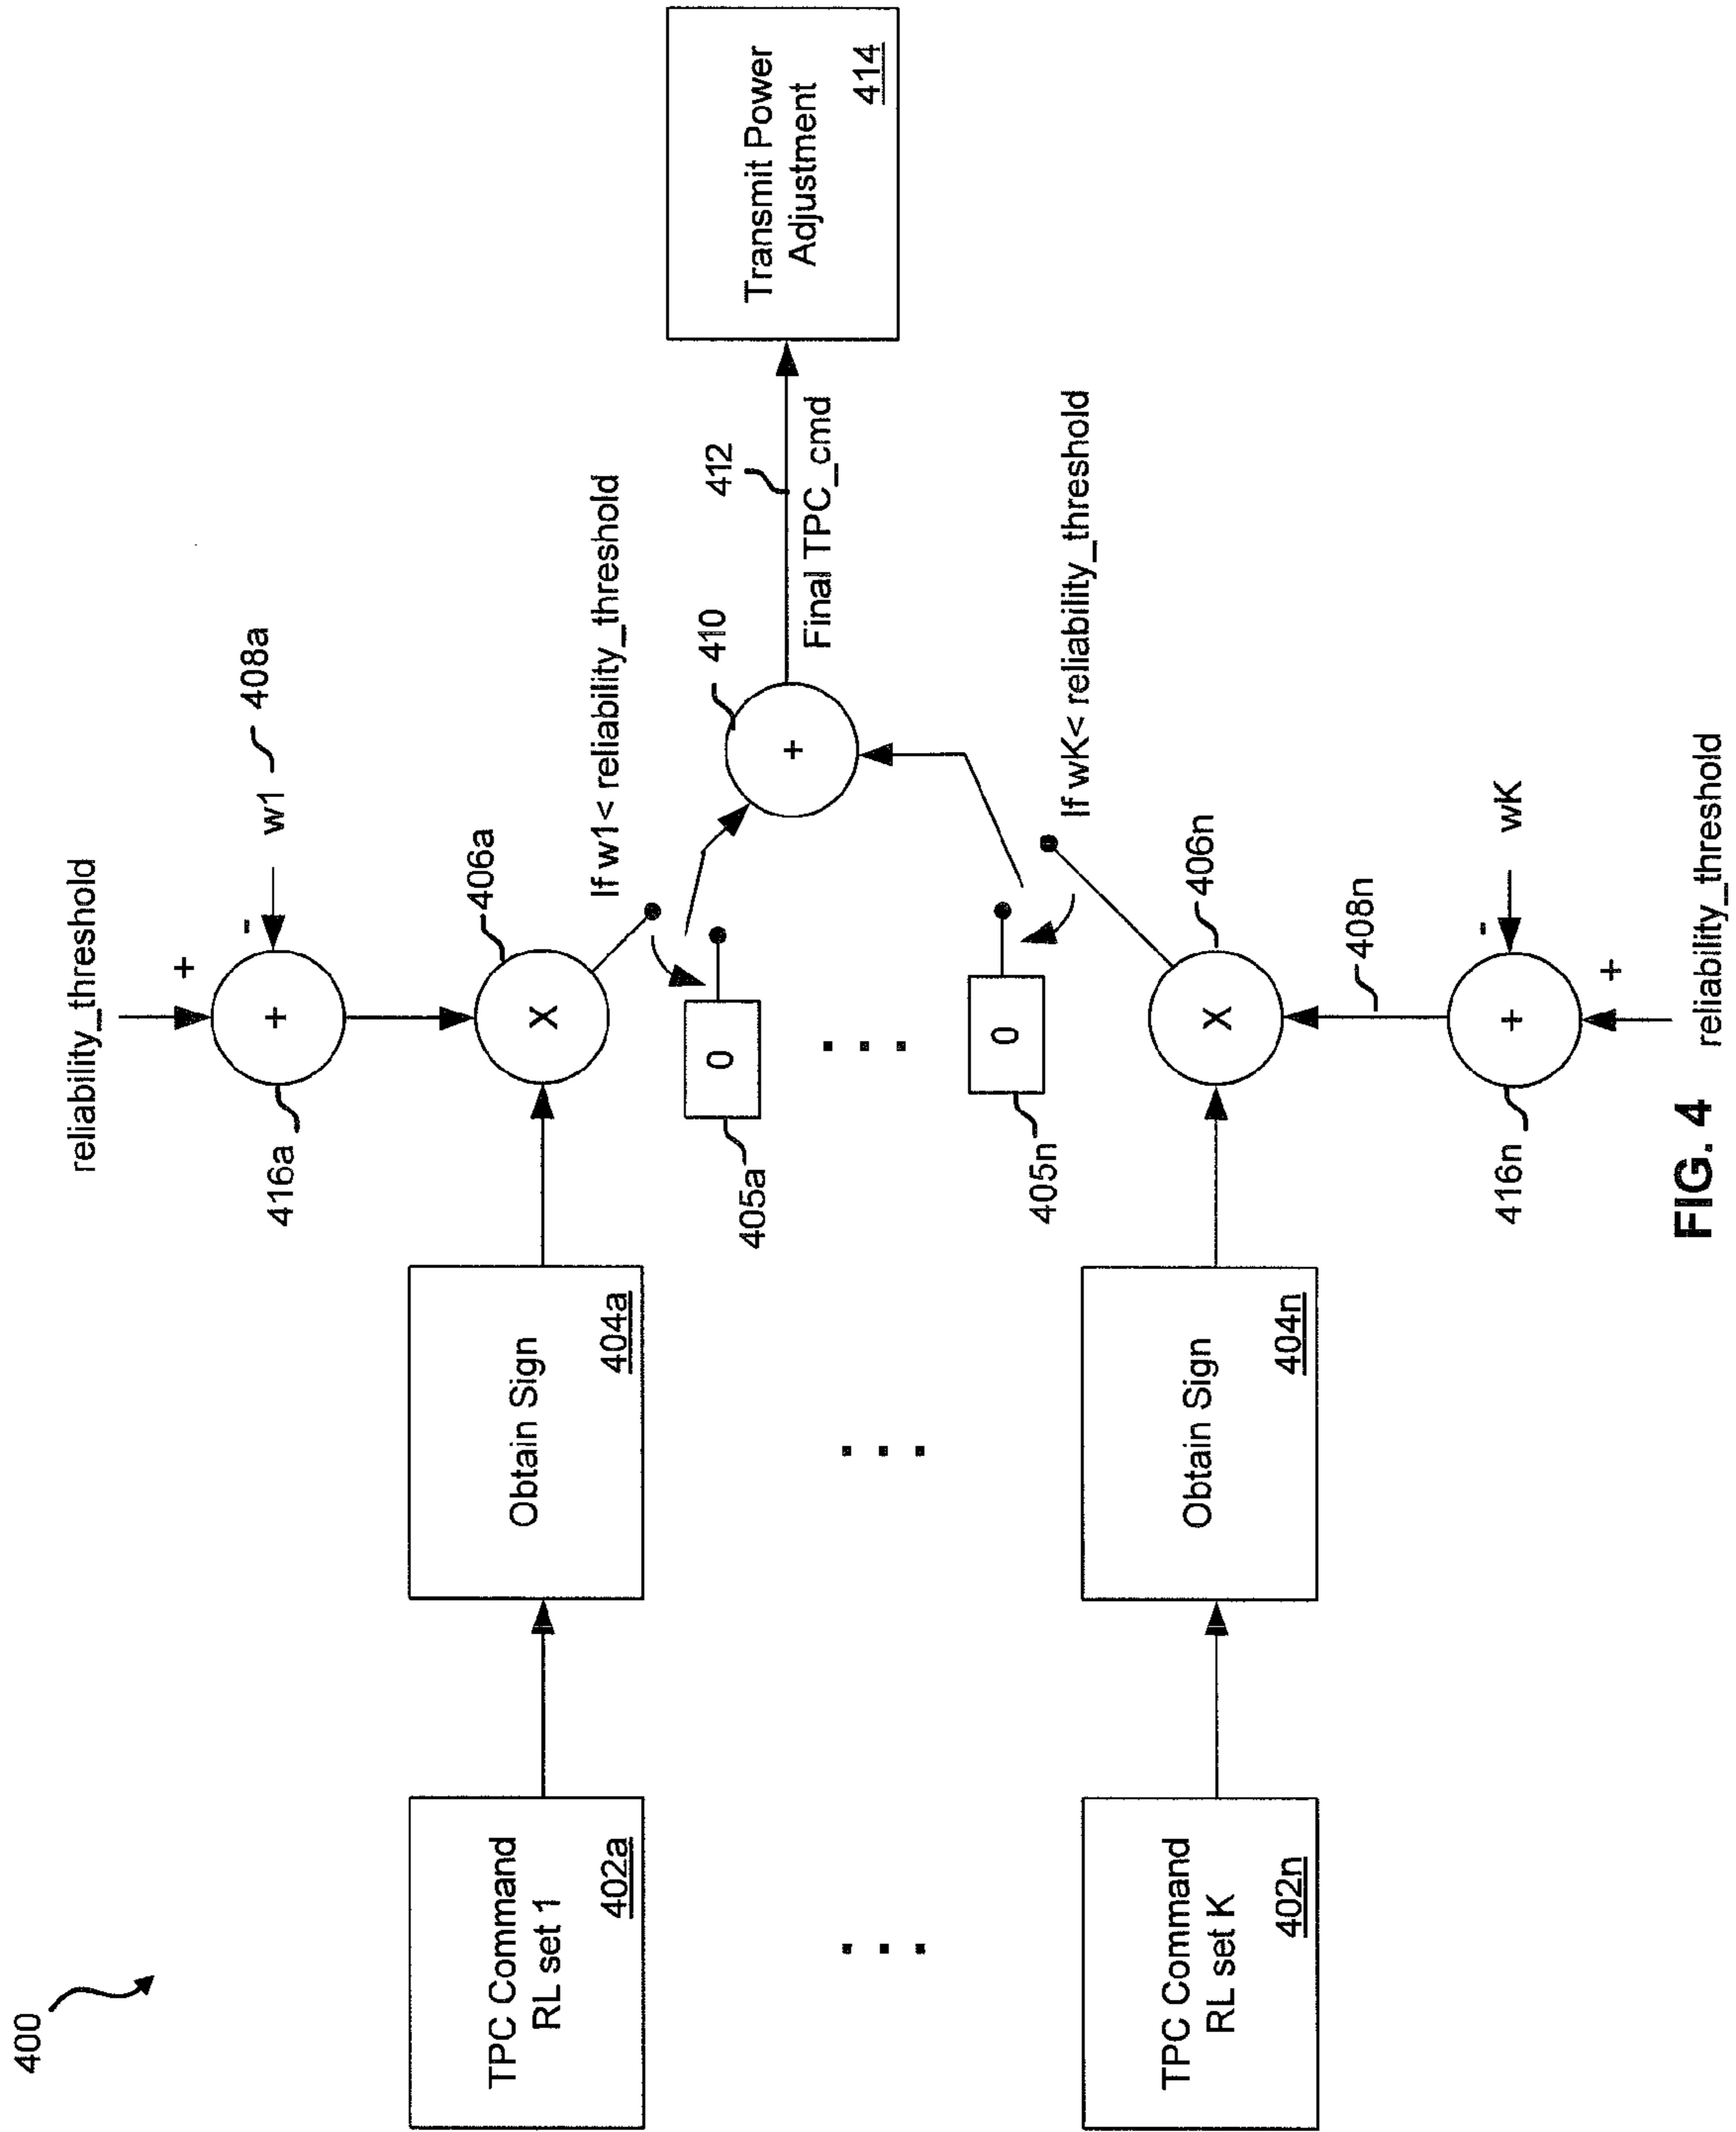 400
reliability_threshold
+
-
w1
408a
+
416a
TPC Command
RL set 1
402a
Obtain Sign
404a
X
406a
If w1< reliability_threshold
0
405a
410
+
412
Final TPC_cmd
Transmit Power
Adjustment
414
0
405n
If wK< reliability_threshold
TPC Command
RL set K
402n
Obtain Sign
404n
X
406n
408n
+
-
wK
416n
+
reliability_threshold
FIG. 4